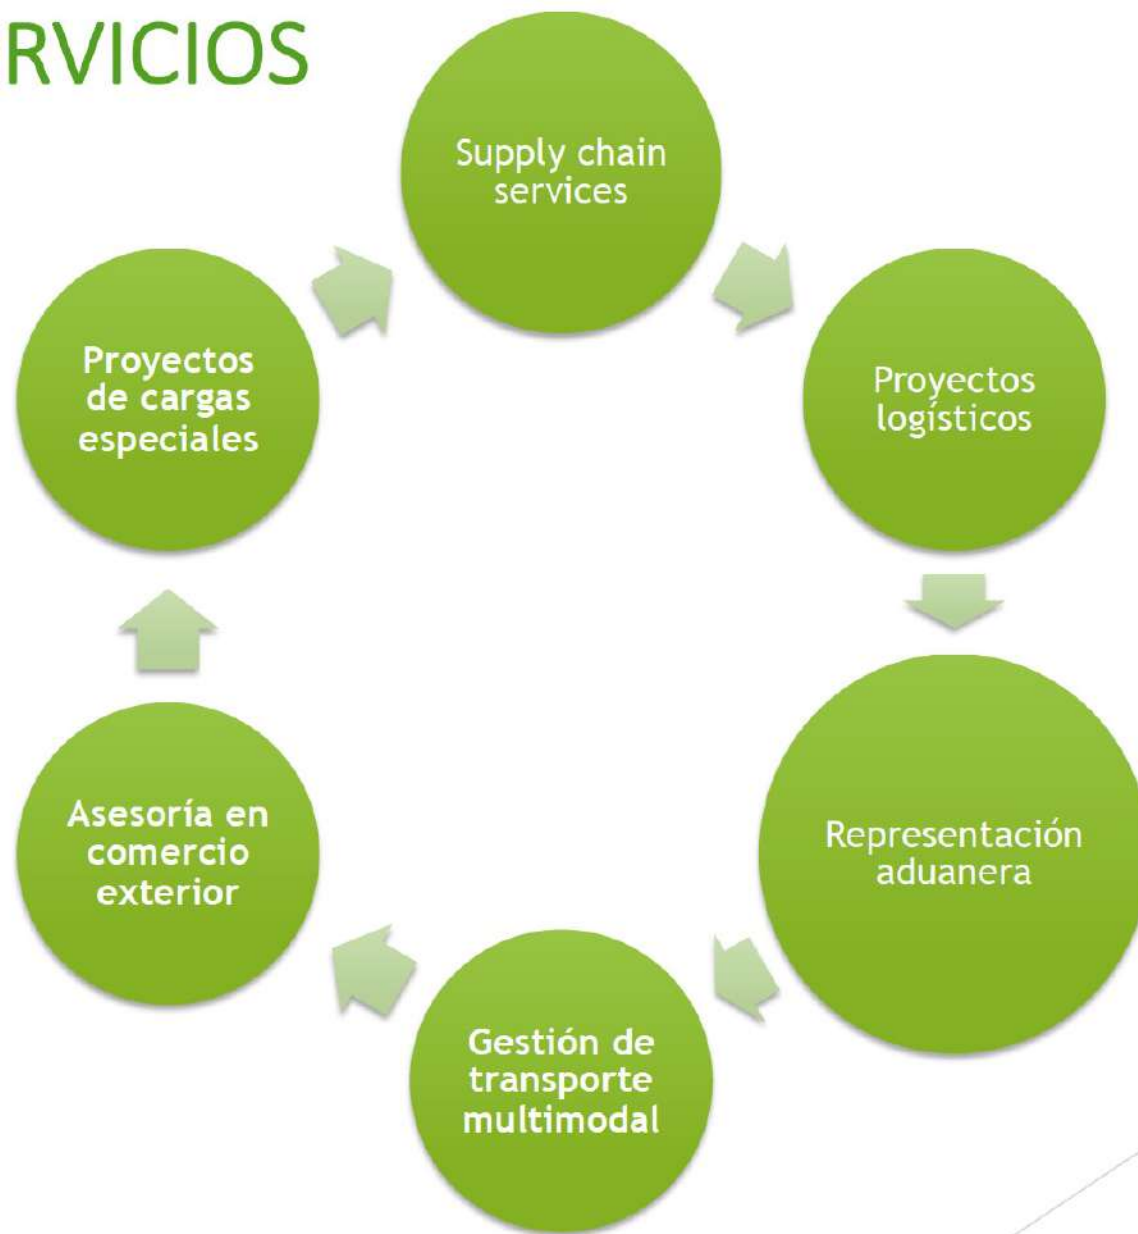 RVICIOS
Supply chain
services
Proyectos
logísticos
Representación
aduanera
Gestión de
transporte
multimodal
Asesoría en
comercio
exterior
Proyectos
de cargas
especiales